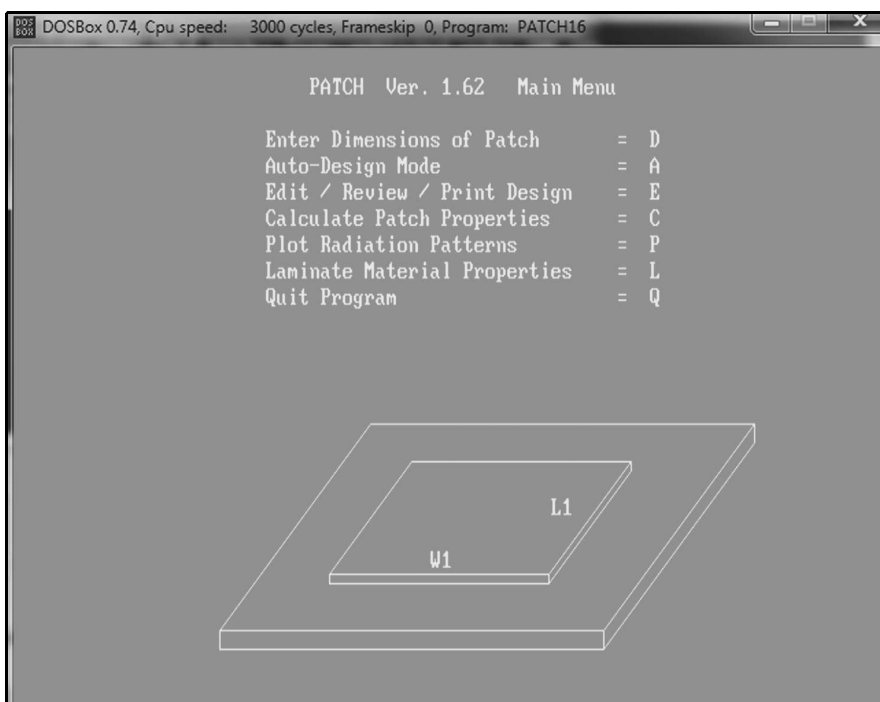 DOS
BOX
DOSBox 0.74, Cpu speed: 3000 cycles, Frameskip 0, Program: PATCH16
PATCH Ver. 1.62 Main Menu
Enter Dimensions of Patch = D
Auto-Design Mode = A
Edit / Review / Print Design = E
Calculate Patch Properties = C
Plot Radiation Patterns = P
Laminate Material Properties = L
Quit Program = Q
L1
W1